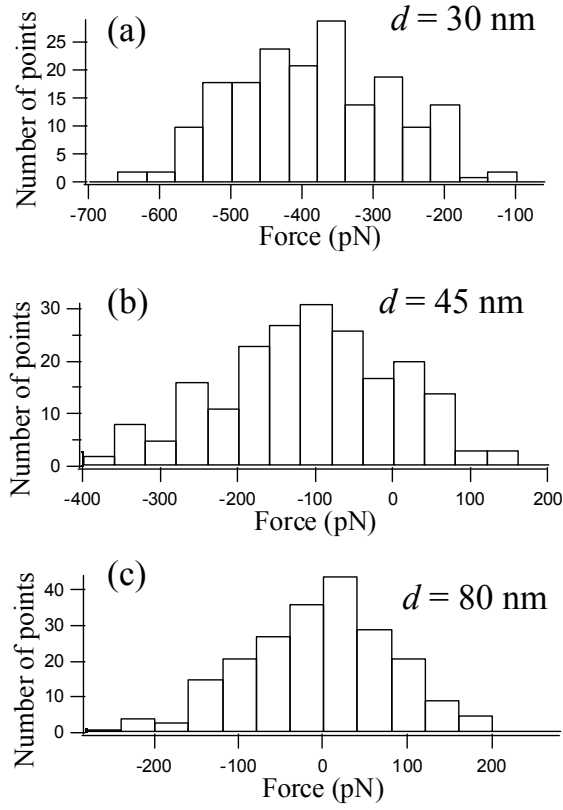 (a)
d = 30 nm
Number of points
25
20
15
10
5
0
-700 -600 -500 -400 -300 -200 -100
Force (pN)
(b)
d = 45 nm
Number of points
30
20
10
0
-400 -300 -200 -100 0 100 200
Force (pN)
(c)
d = 80 nm
Number of points
40
30
20
10
0
-200 -100 0 100 200
Force (pN)